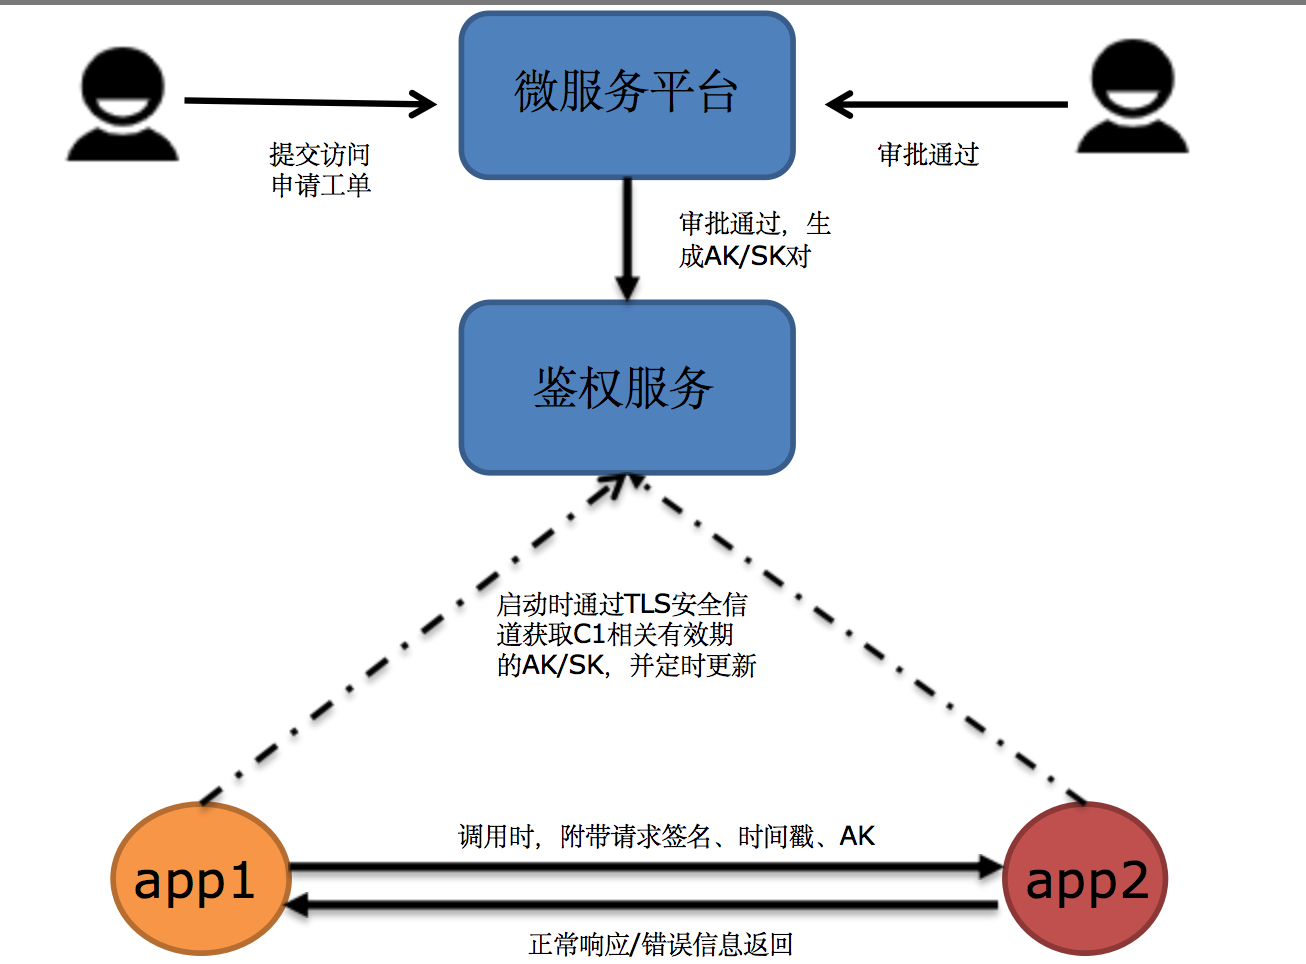 微服务平台
提交访问
申请工单
审批通过
审批通过，生
成AK/SK对
鉴权服务
启动时通过TLS安全信
道获取C1相关有效期
的AK/SK，并定时更新
调用时，附带请求签名、时间戳、AK
app1
app2
正常响应/错误信息返回